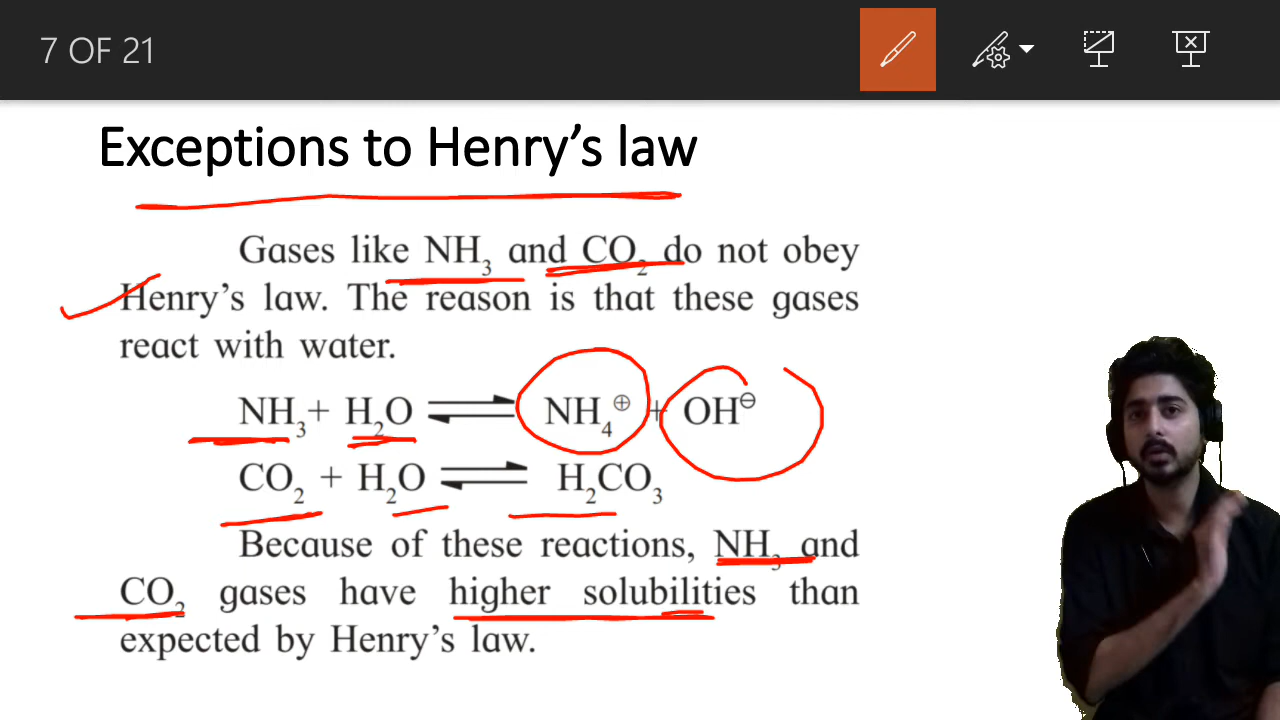 7 OF 21
Exceptions to Henry’s law
Gases like NH₃ and CO₂ do not obey
Henry’s law. The reason is that these gases
react with water.
NH₃ + H₂O ⇌ NH₄⊕ + OH⊖
CO₂ + H₂O ⇌ H₂CO₃
Because of these reactions, NH₃ and
CO₂ gases have higher solubilities than
expected by Henry’s law.